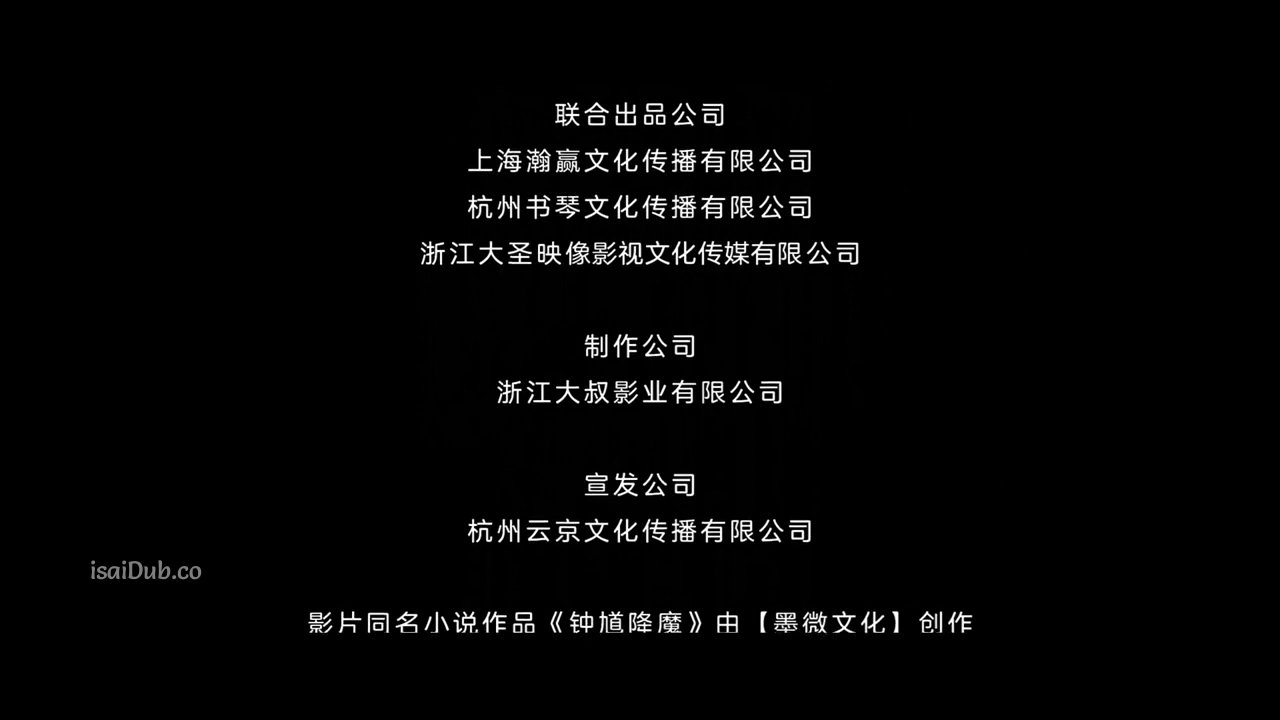 联合出品公司
上海瀚赢文化传播有限公司
杭州书琴文化传播有限公司
浙江大圣映像影视文化传媒有限公司
制作公司
浙江大叔影业有限公司
宣发公司
杭州云京文化传播有限公司
isaiDub.co
影片同名小说作品《钟馗降魔》由【墨微文化】创作